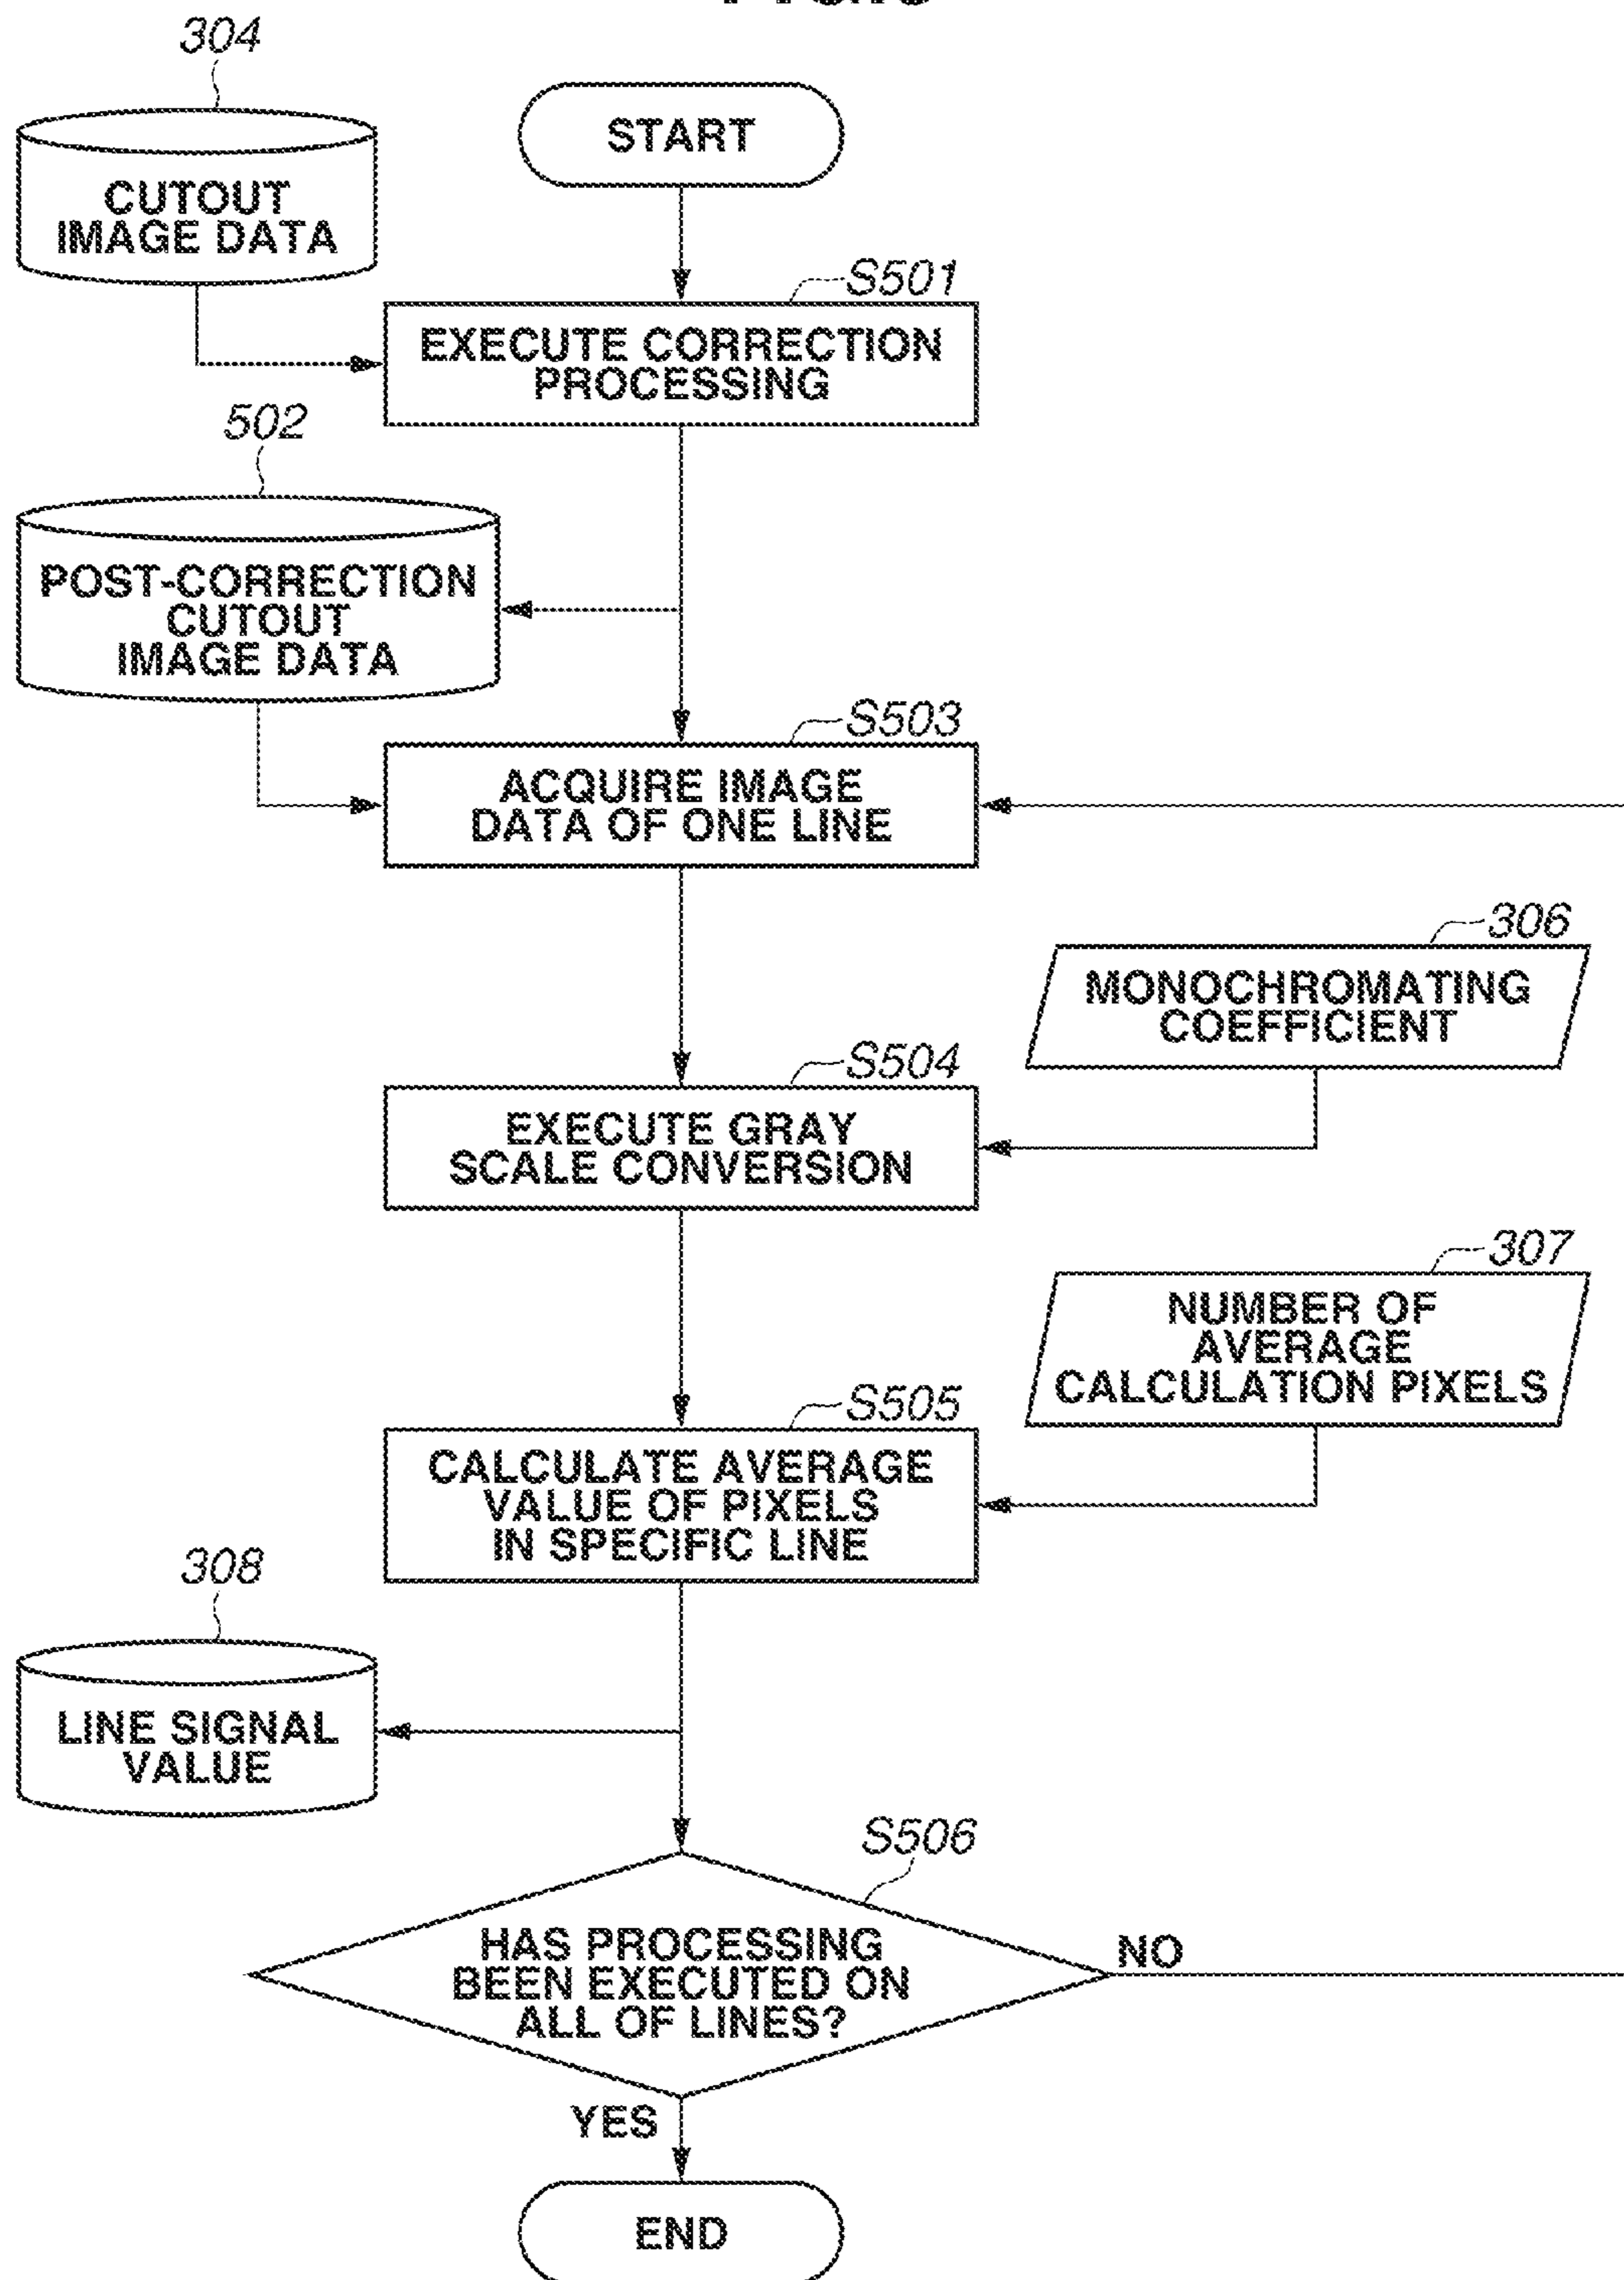 304
START
CUTOUT
IMAGE DATA
S501
EXECUTE CORRECTION
PROCESSING
502
POST-CORRECTION
CUTOUT
IMAGE DATA
S503
ACQUIRE IMAGE
DATA OF ONE LINE
306
MONOCHROMATING
COEFFICIENT
S504
EXECUTE GRAY
SCALE CONVERSION
307
NUMBER OF
AVERAGE
CALCULATION PIXELS
S505
CALCULATE AVERAGE
VALUE OF PIXELS
IN SPECIFIC LINE
308
LINE SIGNAL
VALUE
S506
HAS PROCESSING
BEEN EXECUTED ON
ALL OF LINES?
NO
YES
END